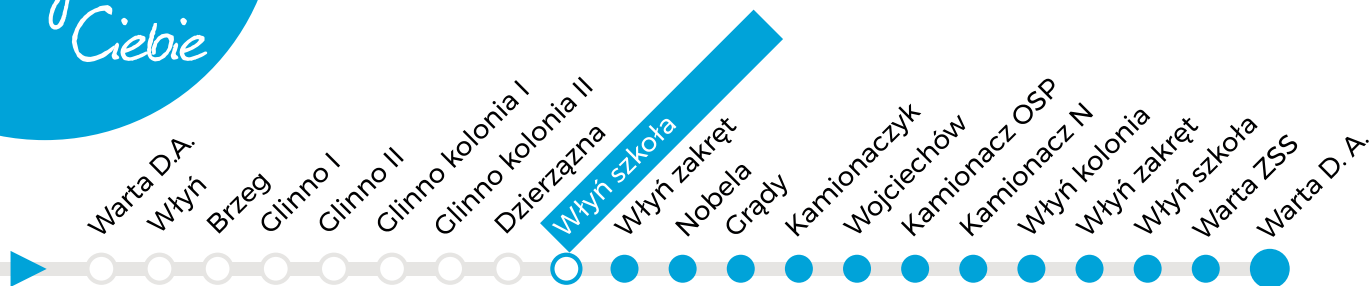 Ciebie
Warta D.A.
Włyń
Brzeg
Glinno I
Glinno II
Glinno kolonia I
Glinno kolonia II
Dzierzązna
Włyń szkoła
Włyń zakręt
Nobela
Grądy
Kamionaczyk
Wojciechów
Kamionacz OSP
Kamionacz N
Włyń kolonia
Włyń zakręt
Włyń szkoła
Warta ZSS
Warta D. A.